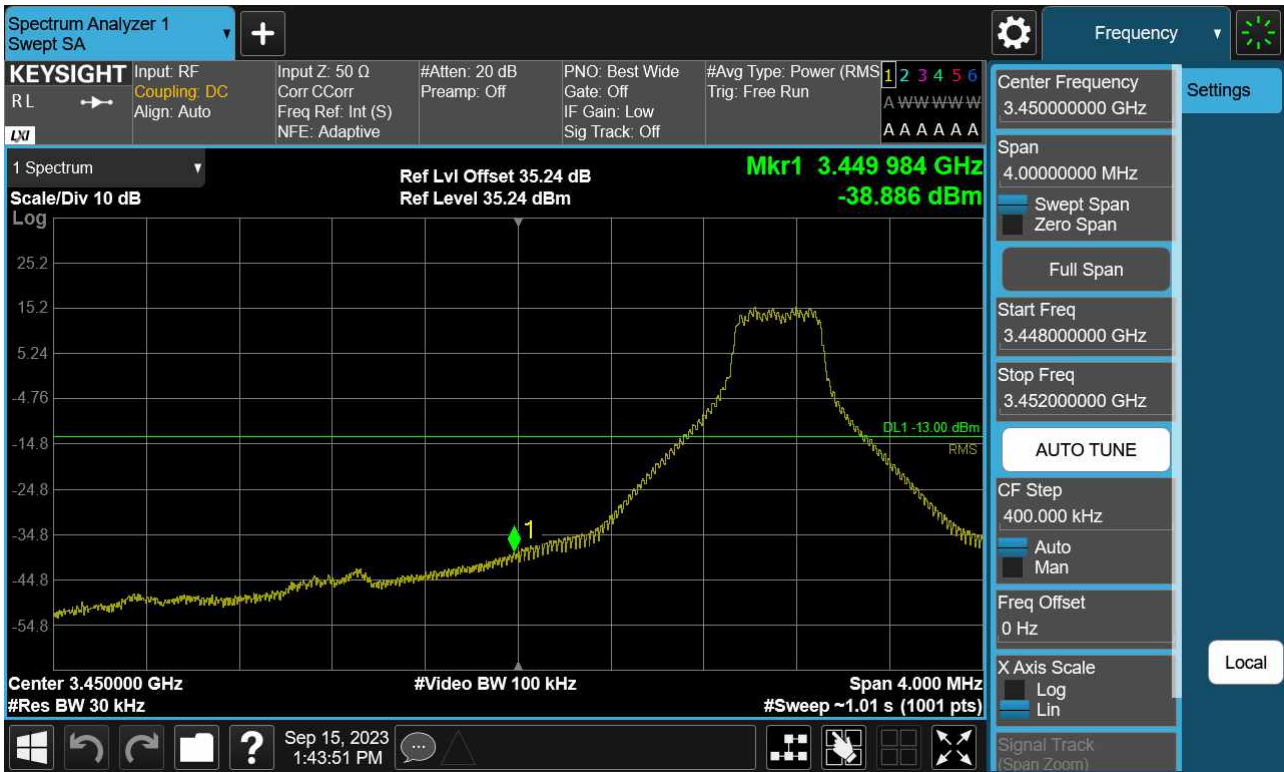 Spectrum Analyzer 1
Swept SA
Frequency
KEYSIGHT
RL
LXI
Input: RF
Coupling: DC
Align: Auto
Input Z: 50 Ω
Corr CCorr
Freq Ref: Int (S)
NFE: Adaptive
#Atten: 20 dB
Preamp: Off
PNO: Best Wide
Gate: Off
IF Gain: Low
Sig Track: Off
#Avg Type: Power (RMS
Trig: Free Run
1 2 3 4 5 6
A W W W W W
A A A A A A
1 Spectrum
Scale/Div 10 dB
Ref Lvl Offset 35.24 dB
Ref Level 35.24 dBm
Mkr1 3.449 984 GHz
-38.886 dBm
Log
25.2
15.2
5.24
-4.76
-14.8
-24.8
-34.8
-44.8
-54.8
DL1 -13.00 dBm
RMS
1
Center 3.450000 GHz
#Res BW 30 kHz
#Video BW 100 kHz
Span 4.000 MHz
#Sweep ~1.01 s (1001 pts)
Center Frequency
3.450000000 GHz
Span
4.00000000 MHz
Swept Span
Zero Span
Full Span
Start Freq
3.448000000 GHz
Stop Freq
3.452000000 GHz
AUTO TUNE
CF Step
400.000 kHz
Auto
Man
Freq Offset
0 Hz
X Axis Scale
Log
Lin
Signal Track
(Span Zoom)
Settings
Local
?
Sep 15, 2023
1:43:51 PM